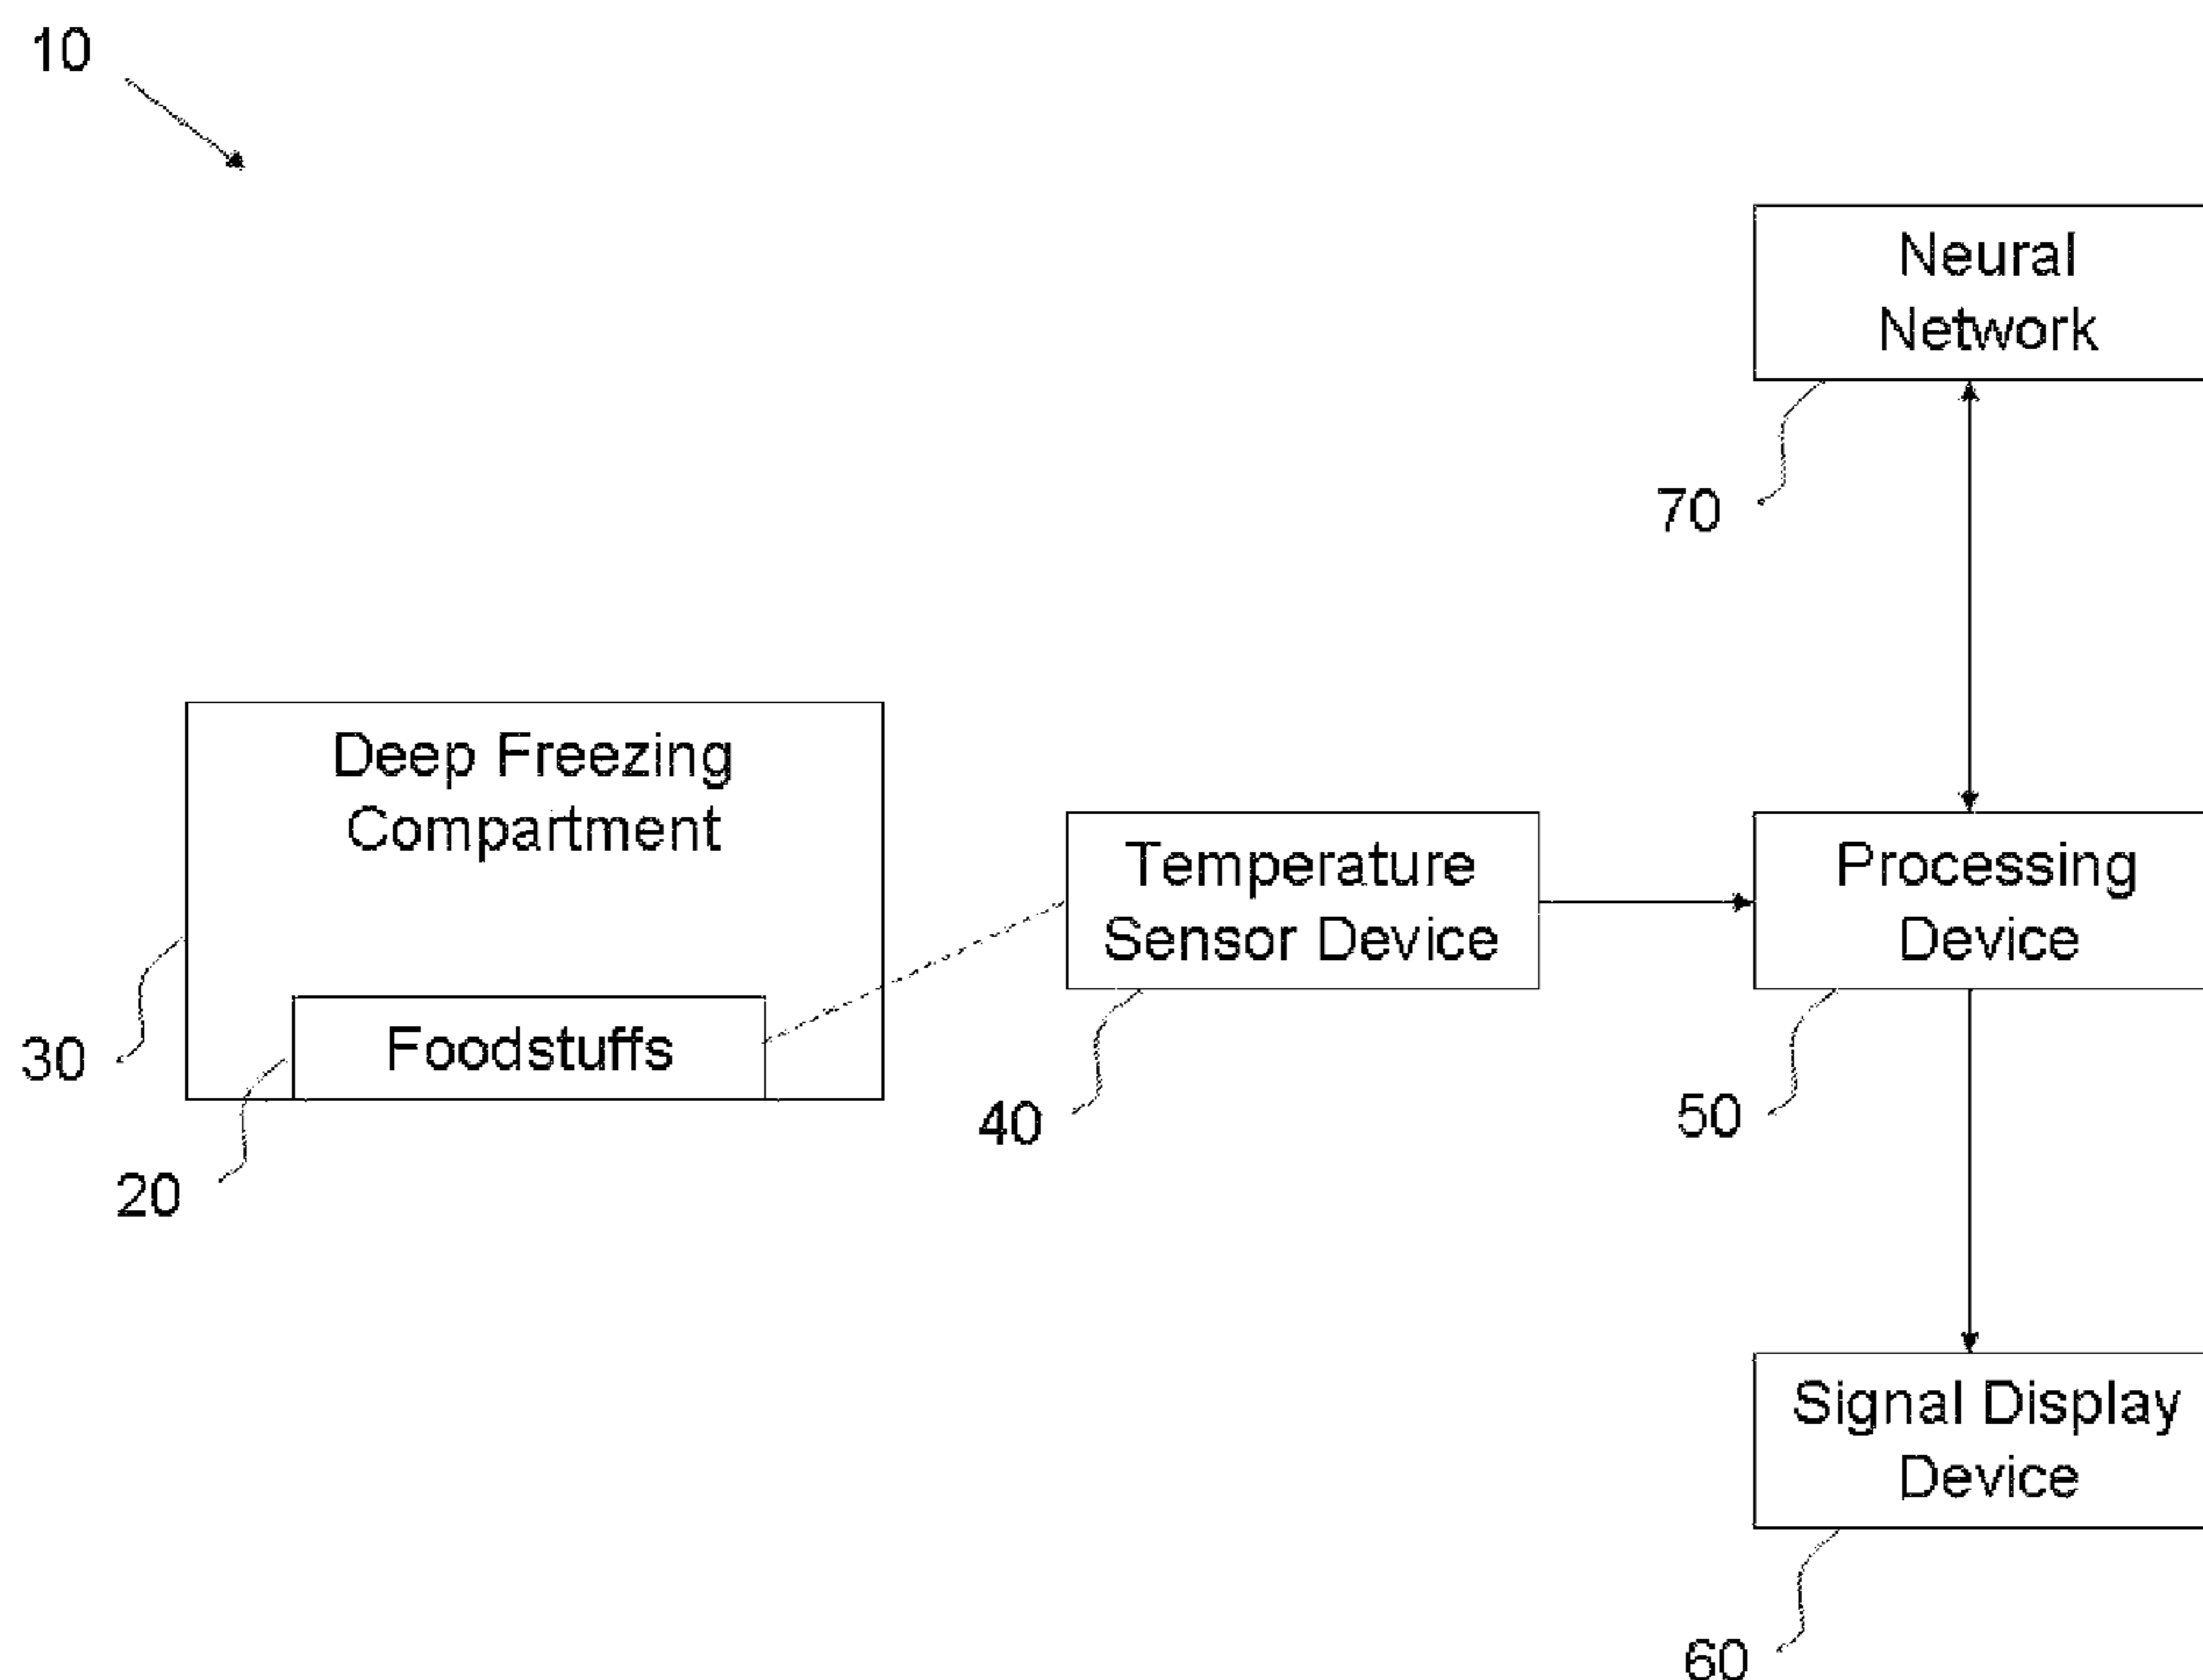 10
Neural
Network
70
Deep Freezing
Compartment
Temperature
Sensor Device
Processing
Device
Foodstuffs
30
20
40
50
Signal Display
Device
60